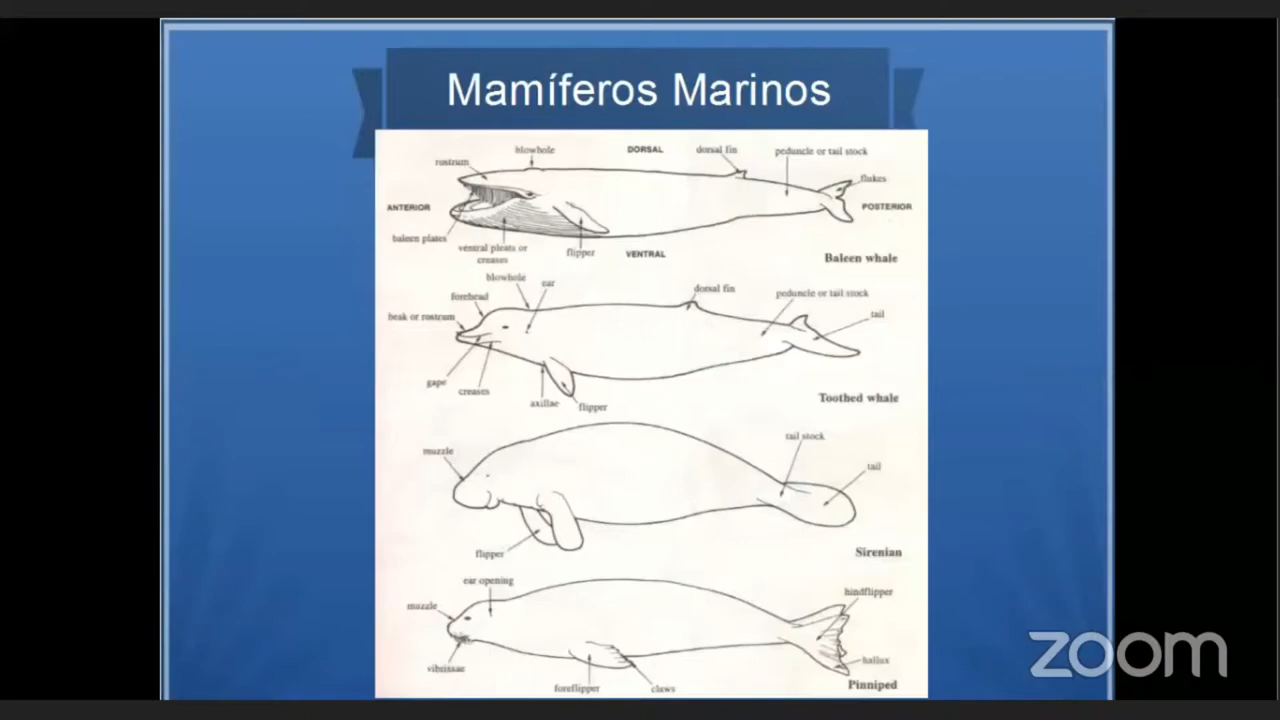 Mamíferos Marinos
blowhole
DORSAL
dorsal fin
peduncle or tail stock
rostrum
flukes
ANTERIOR
POSTERIOR
baleen plates
ventral pleats or
creases
flipper
VENTRAL
Baleen whale
blowhole
ear
forehead
dorsal fin
peduncle or tail stock
beak or rostrum
tail
gape
creases
axillae
flipper
Toothed whale
muzzle
tail stock
tail
flipper
Sirenian
ear opening
muzzle
hindflipper
vibrissae
foreflipper
claws
hallux
Pinniped
zoom